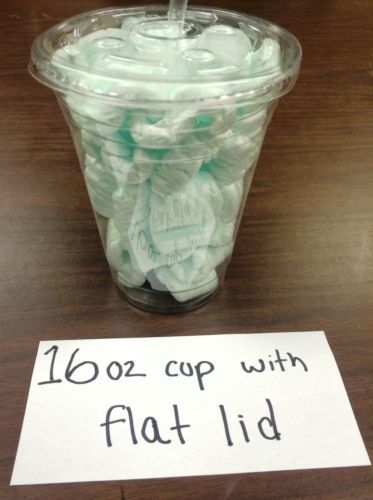 16 oz cup with
flat lid